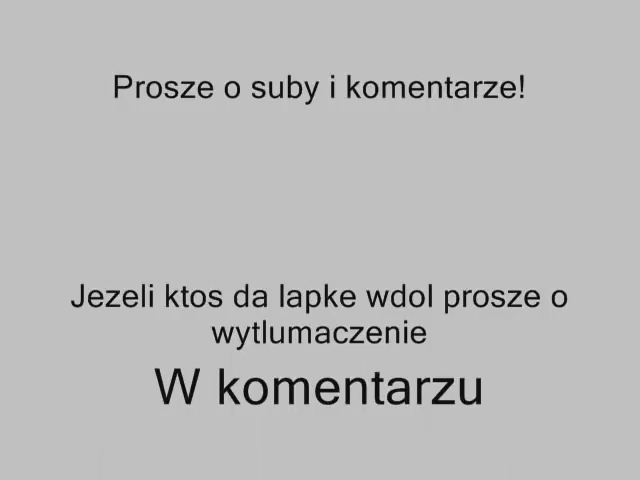 Prosze o suby i komentarze!
Jezeli ktos da lapke wdol prosze o
wytlumaczenie
W komentarzu